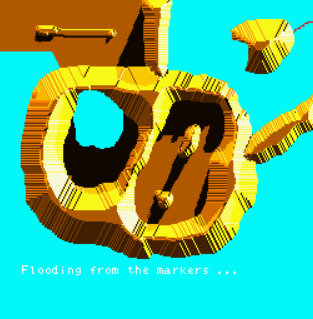 Flooding from the markers ...